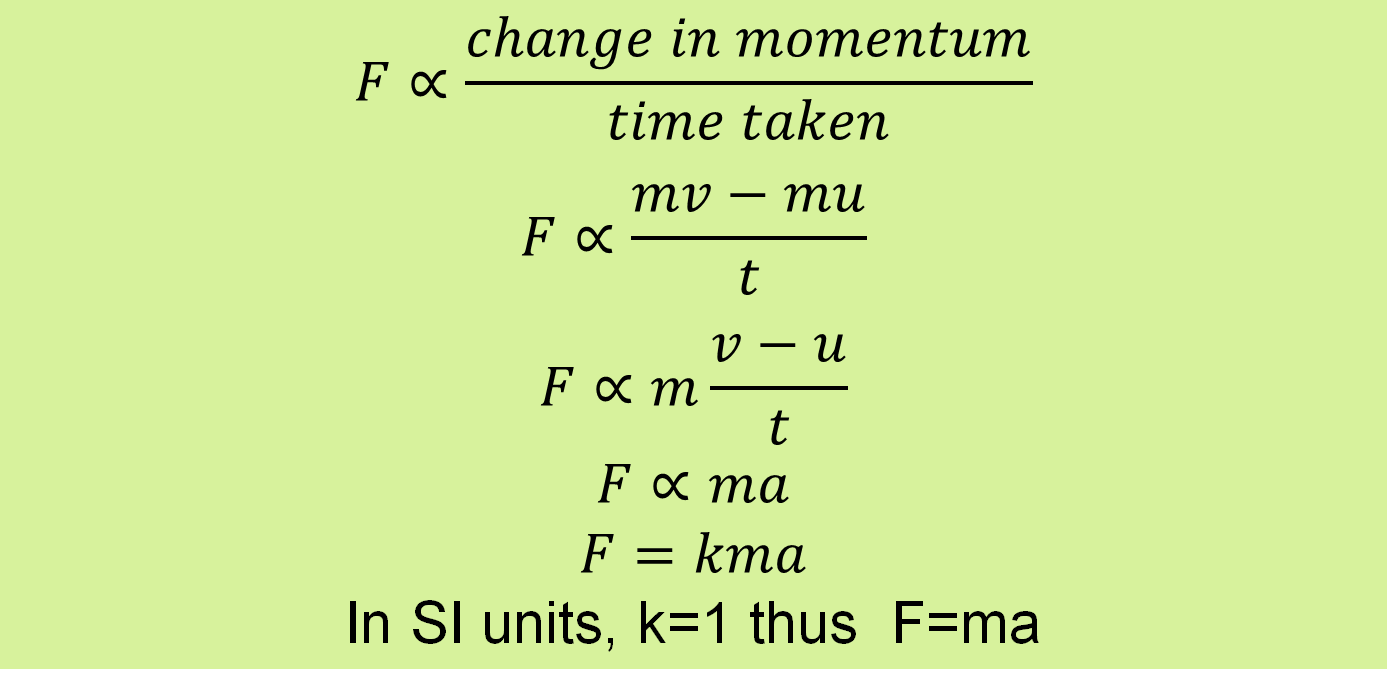 F ∝ change in momentum / time taken
F ∝ mv − mu / t
F ∝ m v − u / t
F ∝ ma
F = kma
In SI units, k=1 thus  F=ma